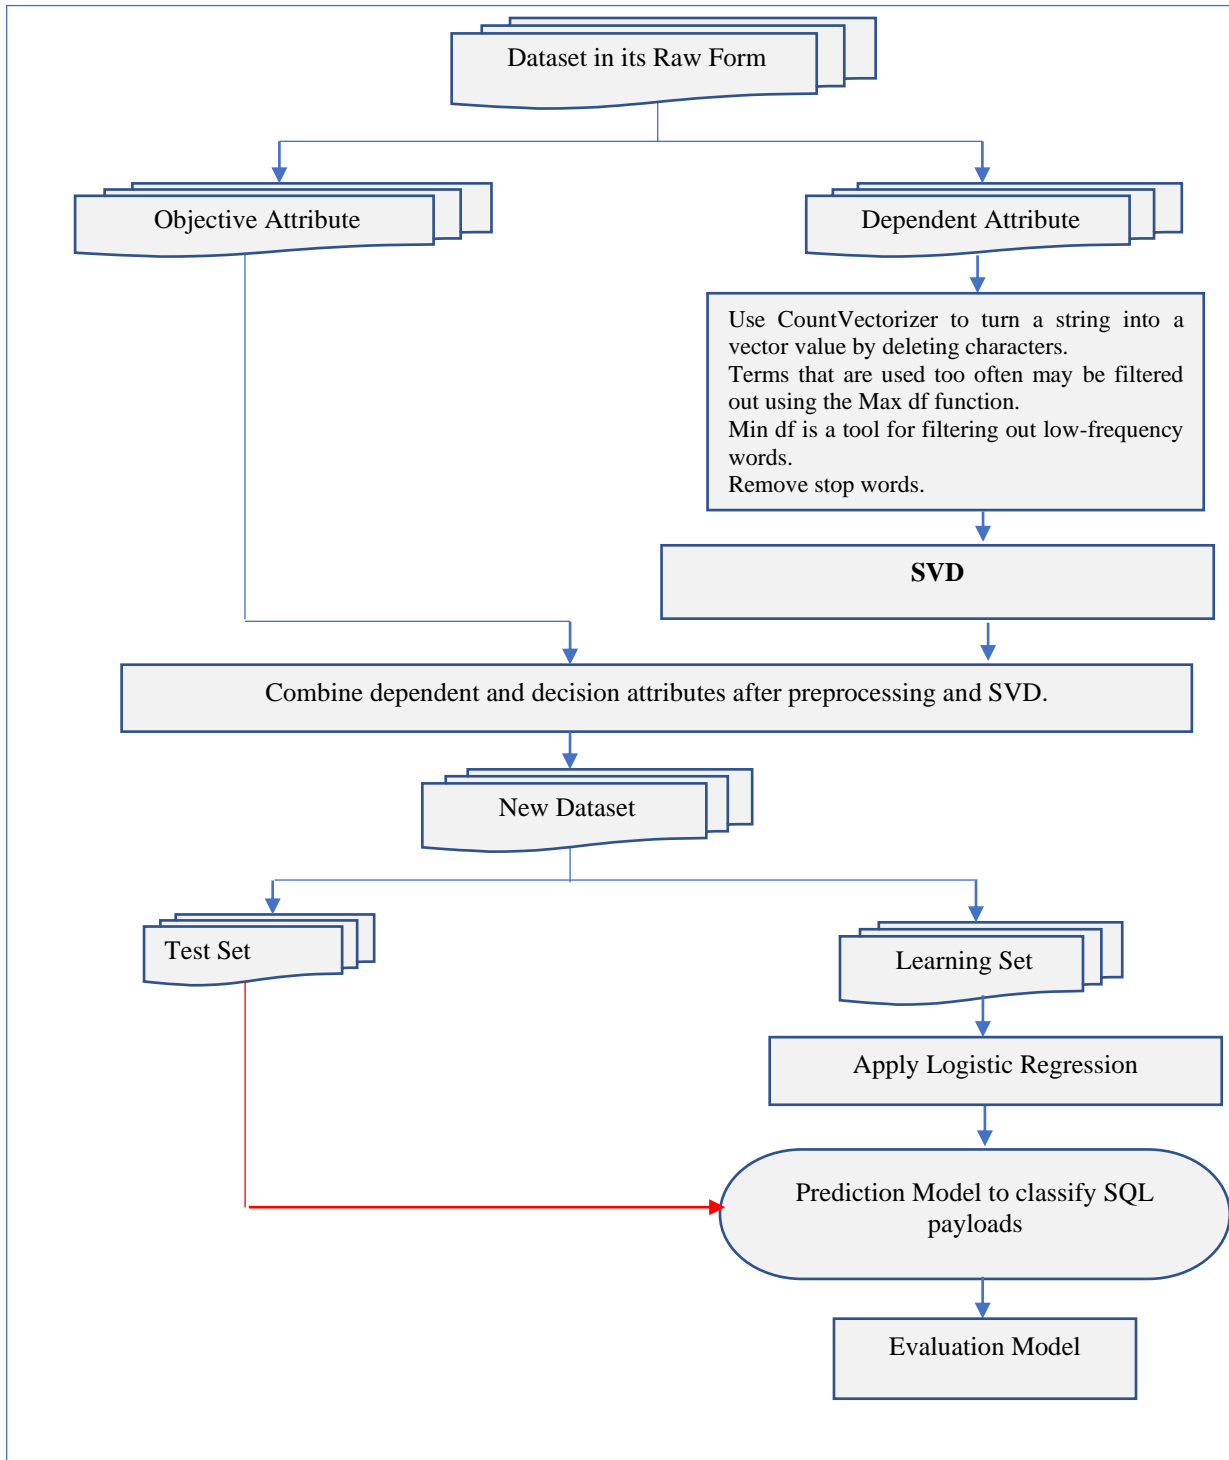 Dataset in its Raw Form
Objective Attribute
Dependent Attribute
Use CountVectorizer to turn a string into a
vector value by deleting characters.
Terms that are used too often may be filtered
out using the Max df function.
Min df is a tool for filtering out low-frequency
words.
Remove stop words.
SVD
Combine dependent and decision attributes after preprocessing and SVD.
New Dataset
Test Set
Learning Set
Apply Logistic Regression
Prediction Model to classify SQL
payloads
Evaluation Model